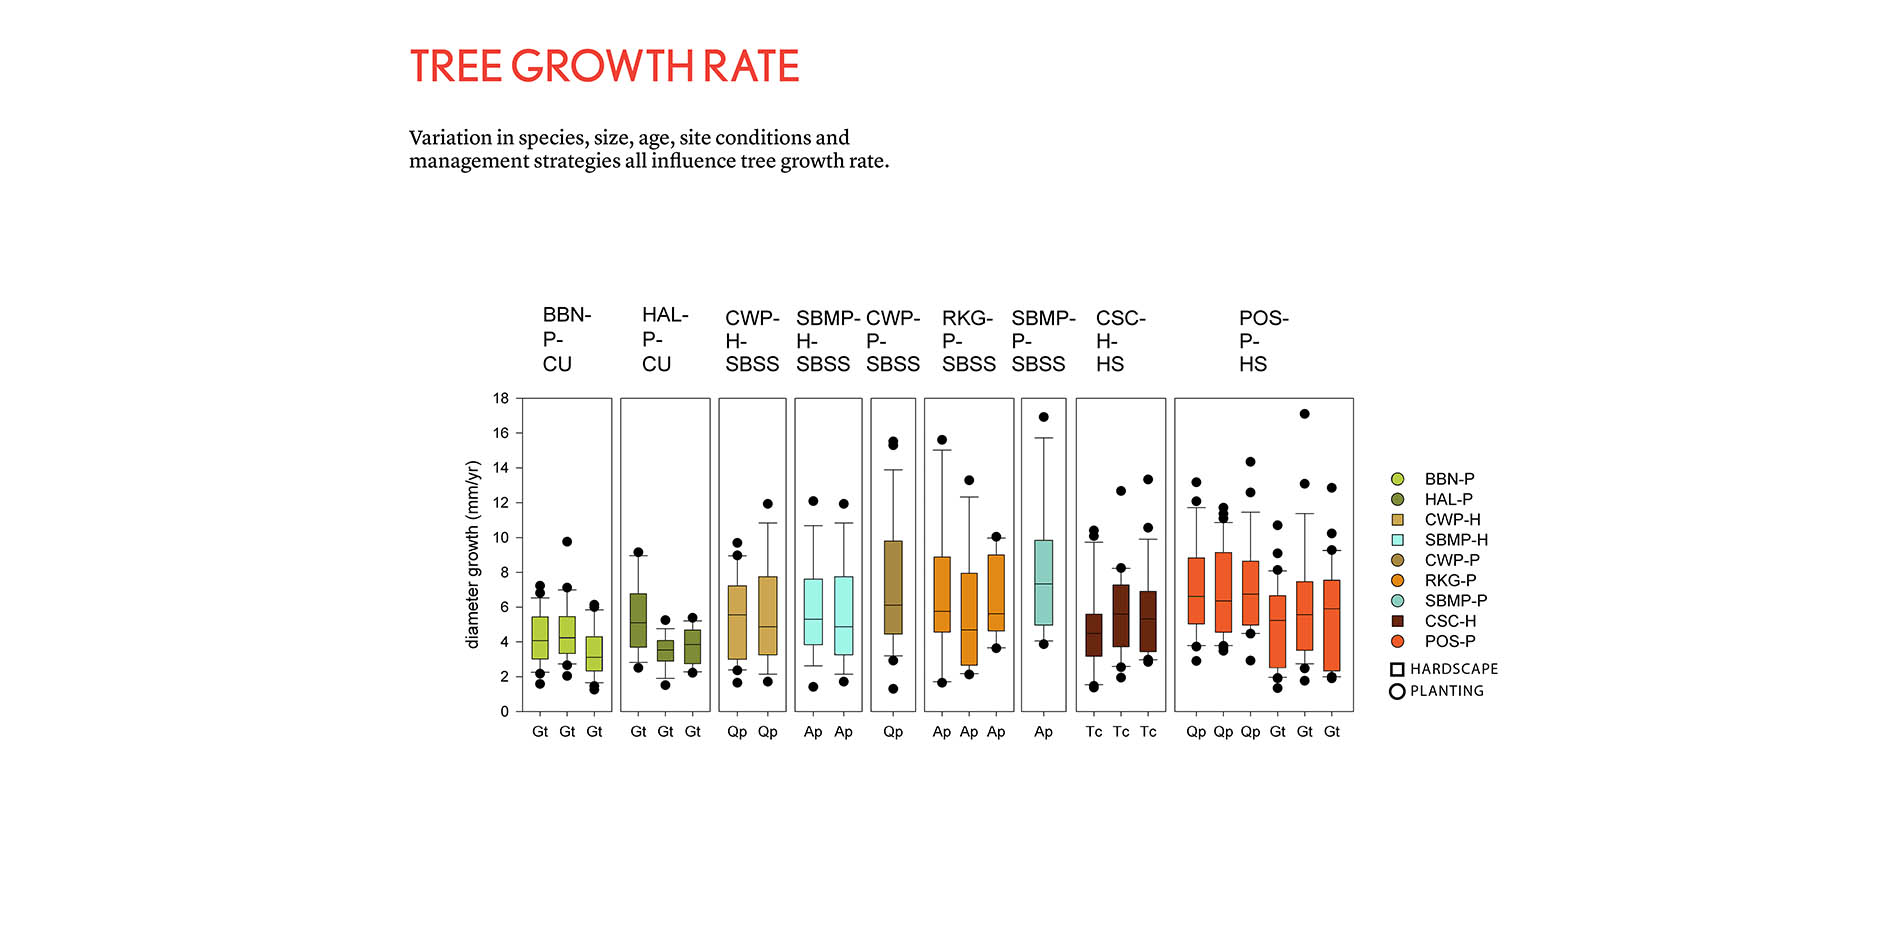 TREE GROWTH RATE
Variation in species, size, age, site conditions and
management strategies all influence tree growth rate.
BBN-
P-
CU
HAL-
P-
CU
CWP-
H-
SBSS
SBMP-
H-
SBSS
CWP-
P-
SBSS
RKG-
P-
SBSS
SBMP-
P-
SBSS
CSC-
H-
HS
POS-
P-
HS
diameter growth (mm/yr)
18
16
14
12
10
8
6
4
2
0
Gt Gt Gt
Gt Gt Gt
Qp Qp
Ap Ap
Qp
Ap Ap Ap
Ap
Tc Tc Tc
Qp Qp Qp Gt Gt Gt
BBN-P
HAL-P
CWP-H
SBMP-H
CWP-P
RKG-P
SBMP-P
CSC-H
POS-P
HARDSCAPE
PLANTING